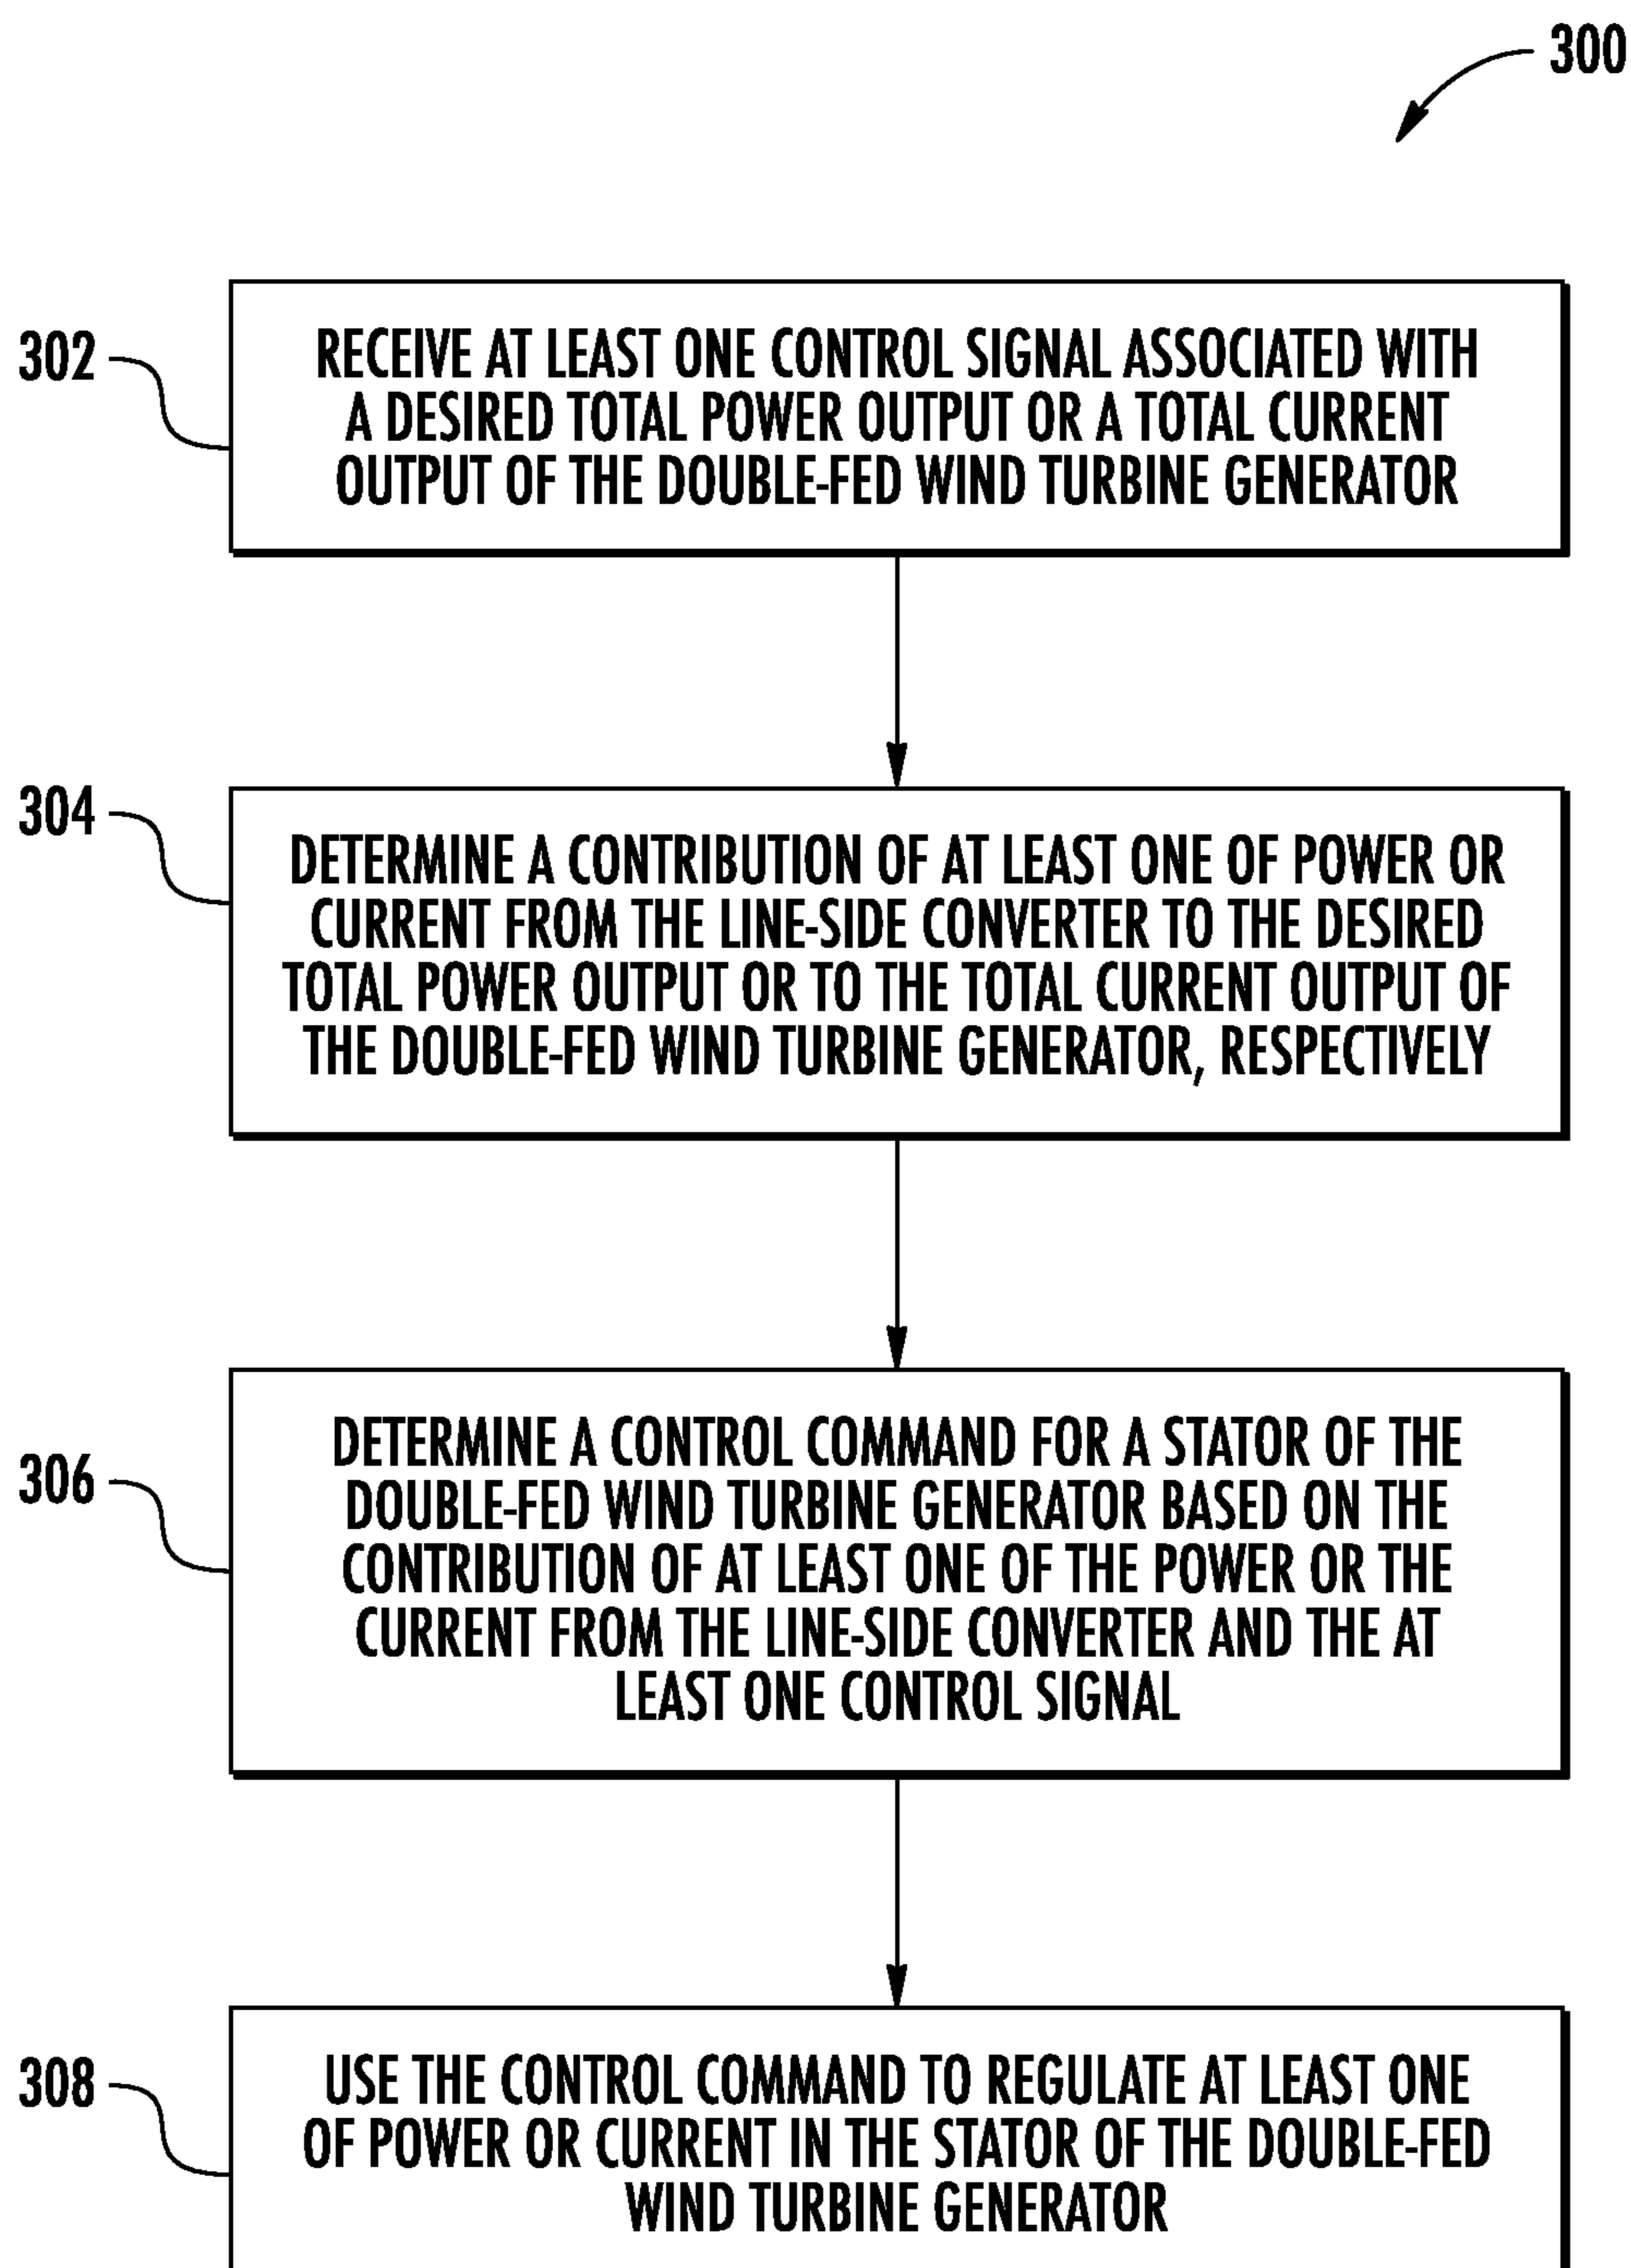 300
302
RECEIVE AT LEAST ONE CONTROL SIGNAL ASSOCIATED WITH
A DESIRED TOTAL POWER OUTPUT OR A TOTAL CURRENT
OUTPUT OF THE DOUBLE-FED WIND TURBINE GENERATOR
304
DETERMINE A CONTRIBUTION OF AT LEAST ONE OF POWER OR
CURRENT FROM THE LINE-SIDE CONVERTER TO THE DESIRED
TOTAL POWER OUTPUT OR TO THE TOTAL CURRENT OUTPUT OF
THE DOUBLE-FED WIND TURBINE GENERATOR, RESPECTIVELY
306
DETERMINE A CONTROL COMMAND FOR A STATOR OF THE
DOUBLE-FED WIND TURBINE GENERATOR BASED ON THE
CONTRIBUTION OF AT LEAST ONE OF THE POWER OR THE
CURRENT FROM THE LINE-SIDE CONVERTER AND THE AT
LEAST ONE CONTROL SIGNAL
308
USE THE CONTROL COMMAND TO REGULATE AT LEAST ONE
OF POWER OR CURRENT IN THE STATOR OF THE DOUBLE-FED
WIND TURBINE GENERATOR